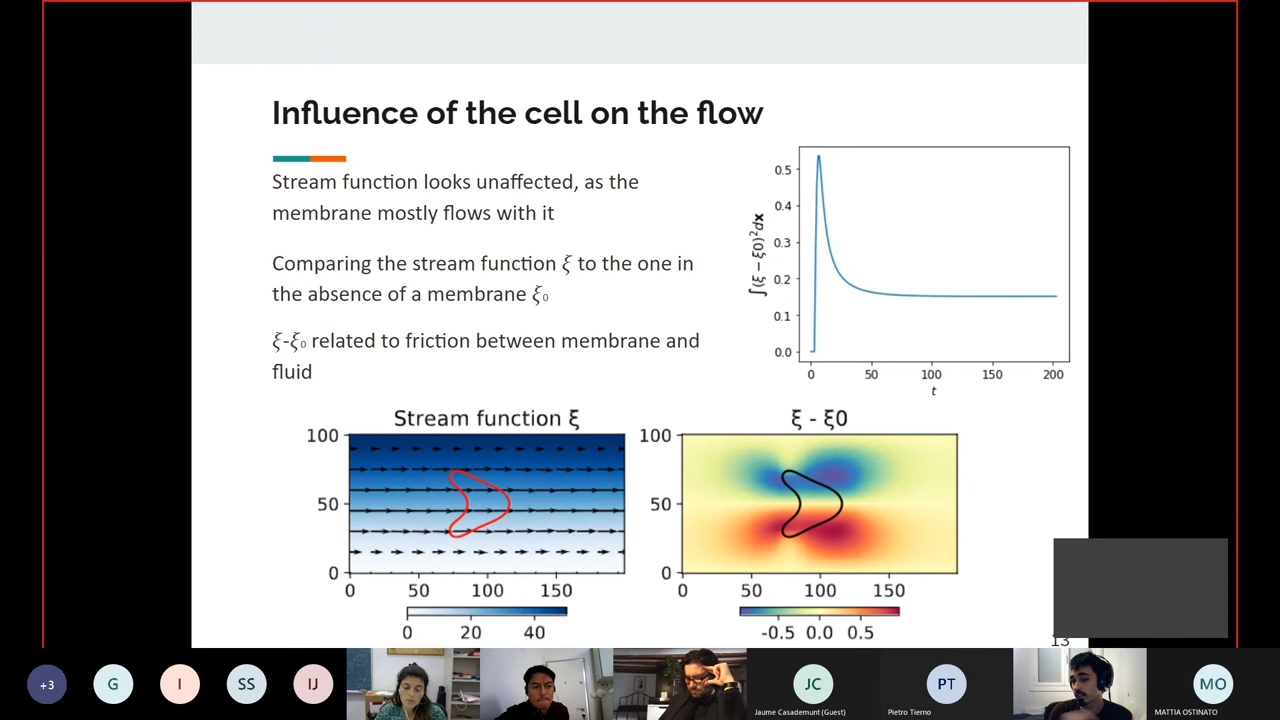 Influence of the cell on the flow
Stream function looks unaffected, as the
membrane mostly flows with it
Comparing the stream function ξ to the one in
the absence of a membrane ξ₀
ξ-ξ₀ related to friction between membrane and
fluid
∫(ξ − ξ0)²dx
0.5
0.4
0.3
0.2
0.1
0.0
0 50 100 150 200
t
Stream function ξ
100
50
0
0 50 100 150
0 20 40
ξ - ξ0
100
50
0
0 50 100 150
-0.5 0.0 0.5
13
+3
G
I
SS
IJ
JC
Jaume Casademunt (Guest)
PT
Pietro Tierno
MO
MATTIA OSTINATO